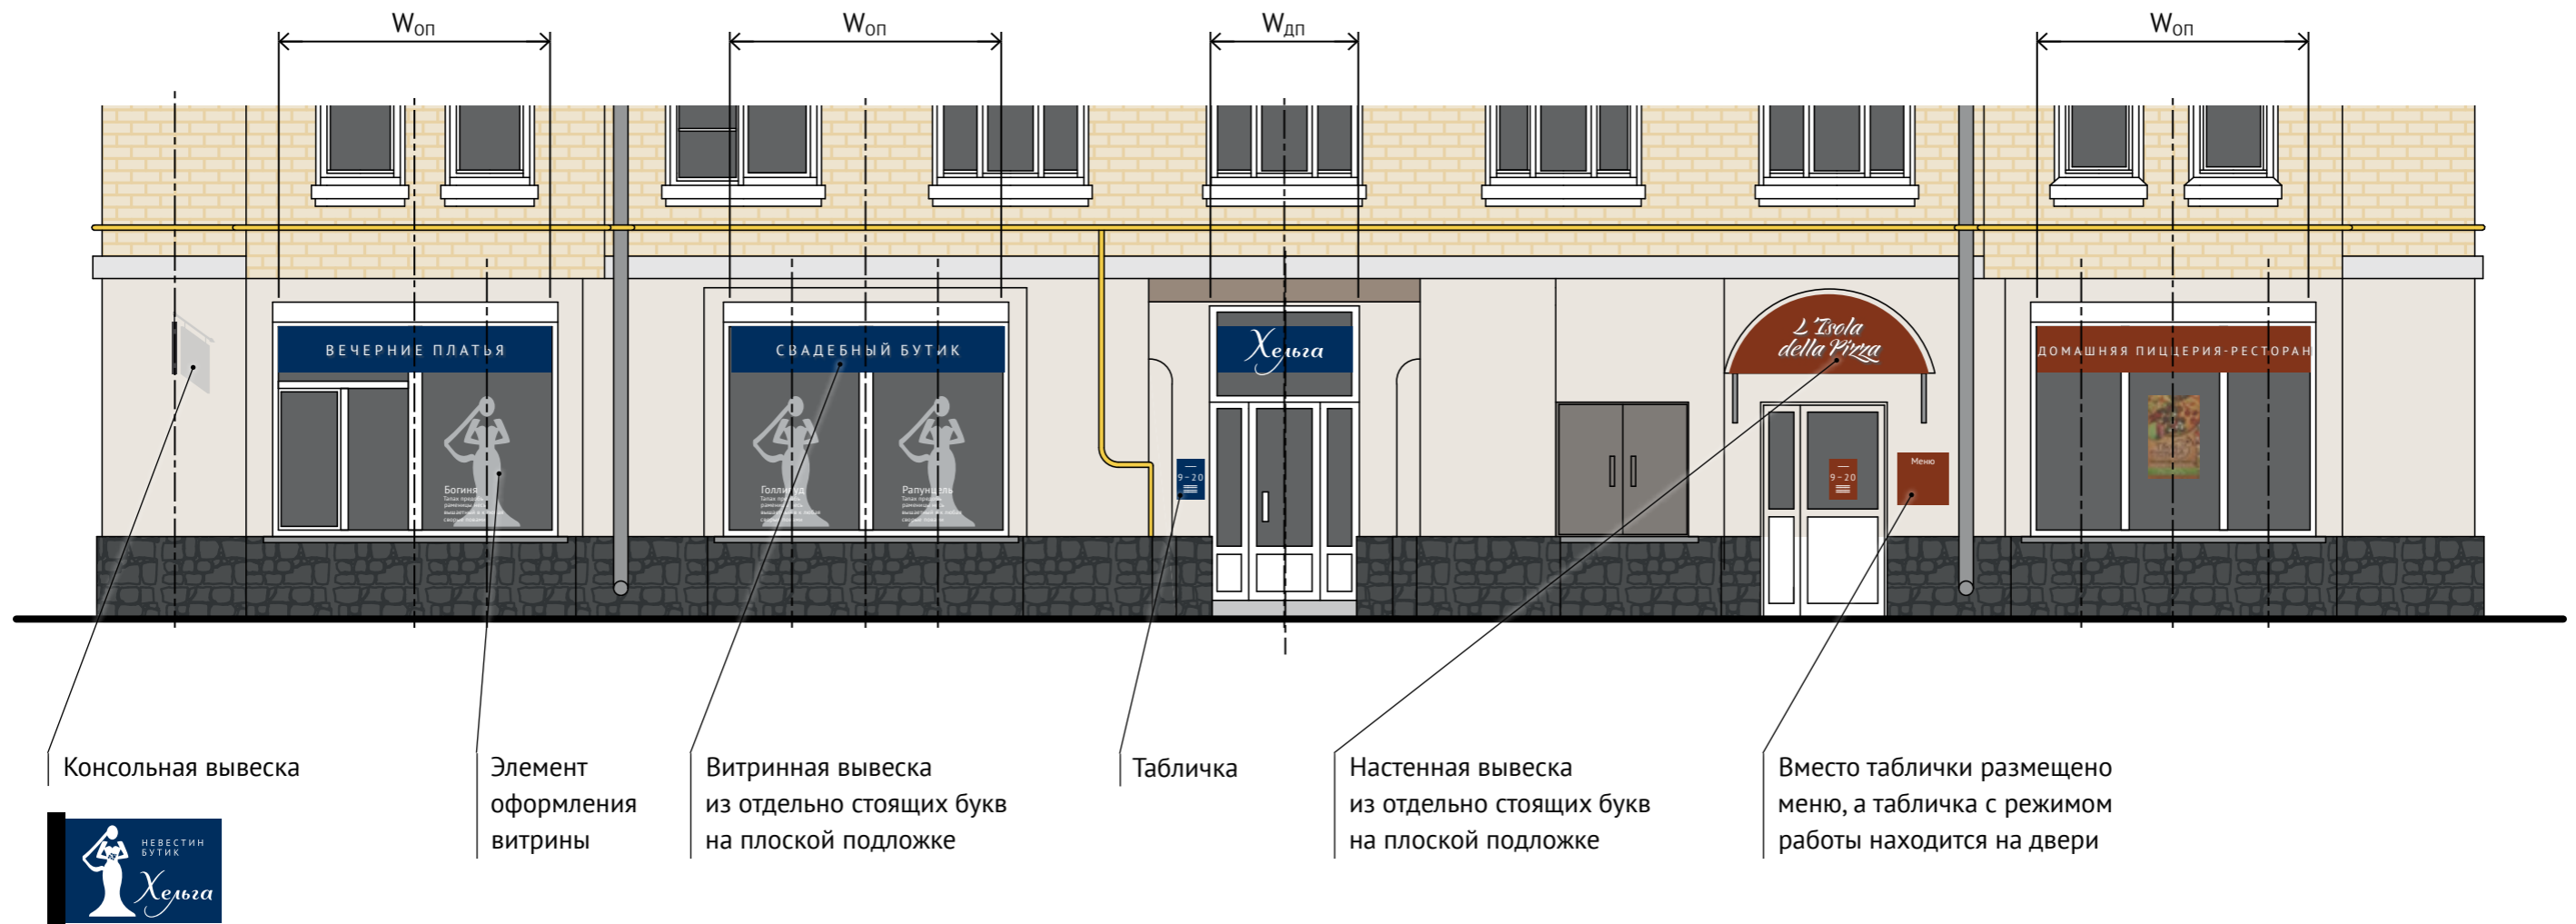 Wоп
Wоп
Wдп
Wоп
ВЕЧЕРНИЕ ПЛАТЬЯ
СВАДЕБНЫЙ БУТИК
Хельга
L'Isola
della Pizza
ДОМАШНЯЯ ПИЦЦЕРИЯ-РЕСТОРАН
Богиня
Голливуд
Рапунцель
9–20
9–20
Меню
Консольная вывеска
Элемент
оформления
витрины
Витринная вывеска
из отдельно стоящих букв
на плоской подложке
Табличка
Настенная вывеска
из отдельно стоящих букв
на плоской подложке
Вместо таблички размещено
меню, а табличка с режимом
работы находится на двери
НЕВЕСТИН
БУТИК
Хельга